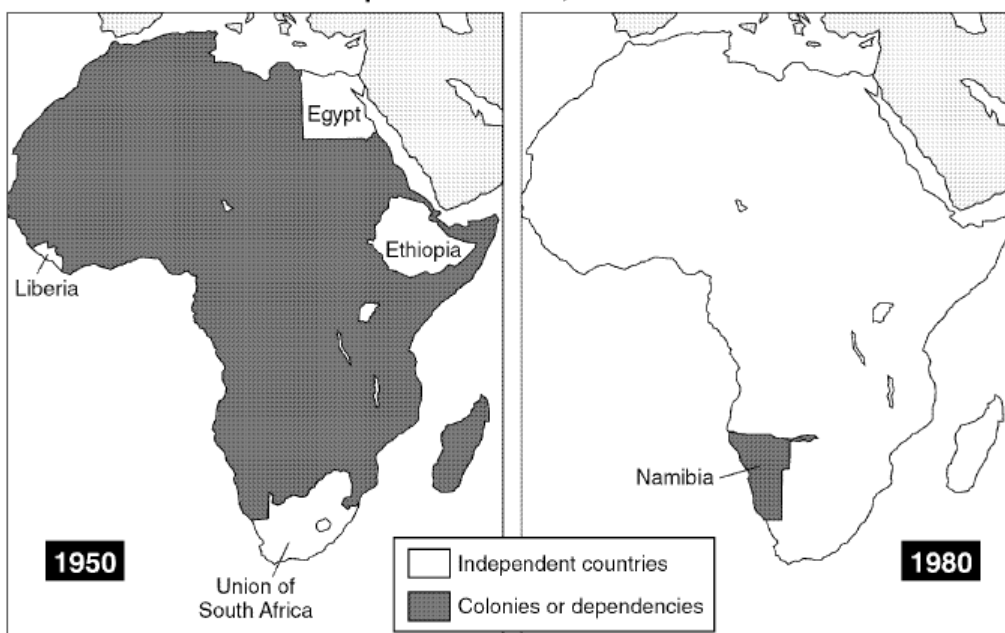 Egypt
Ethiopia
Liberia
1950
Union of
South Africa
Namibia
1980
Independent countries
Colonies or dependencies